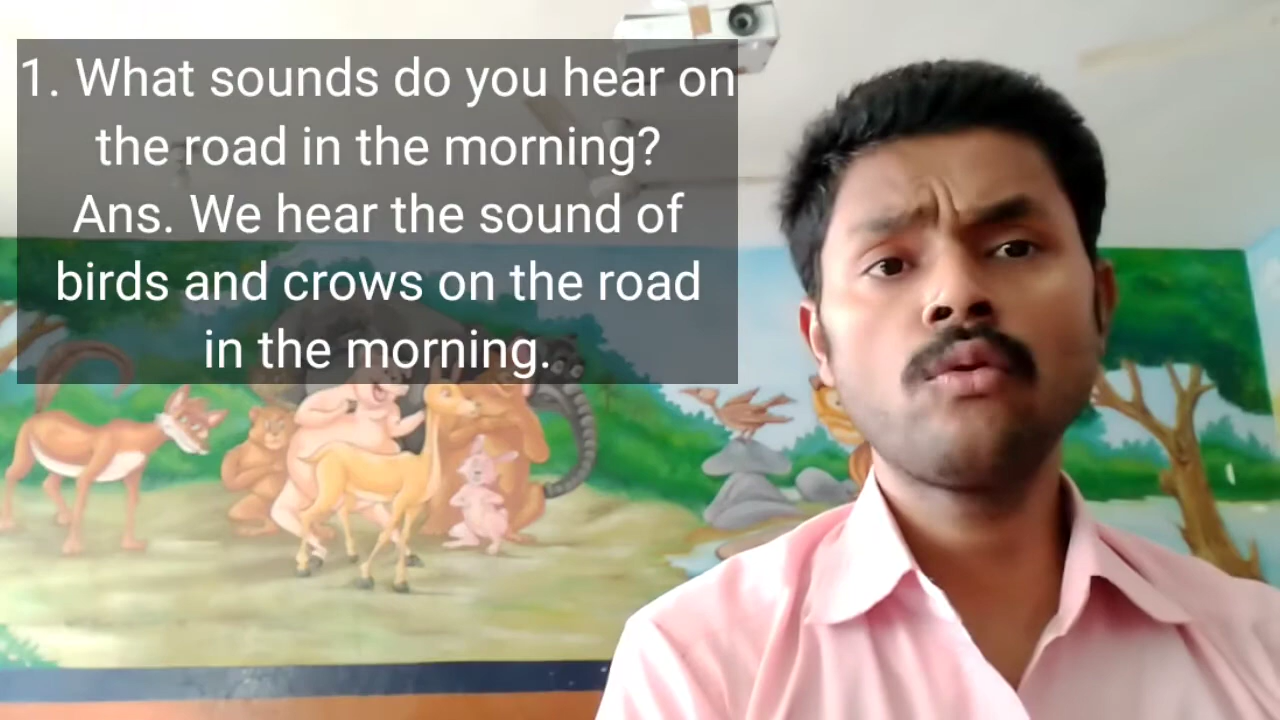 1. What sounds do you hear on
the road in the morning?
Ans. We hear the sound of
birds and crows on the road
in the morning.